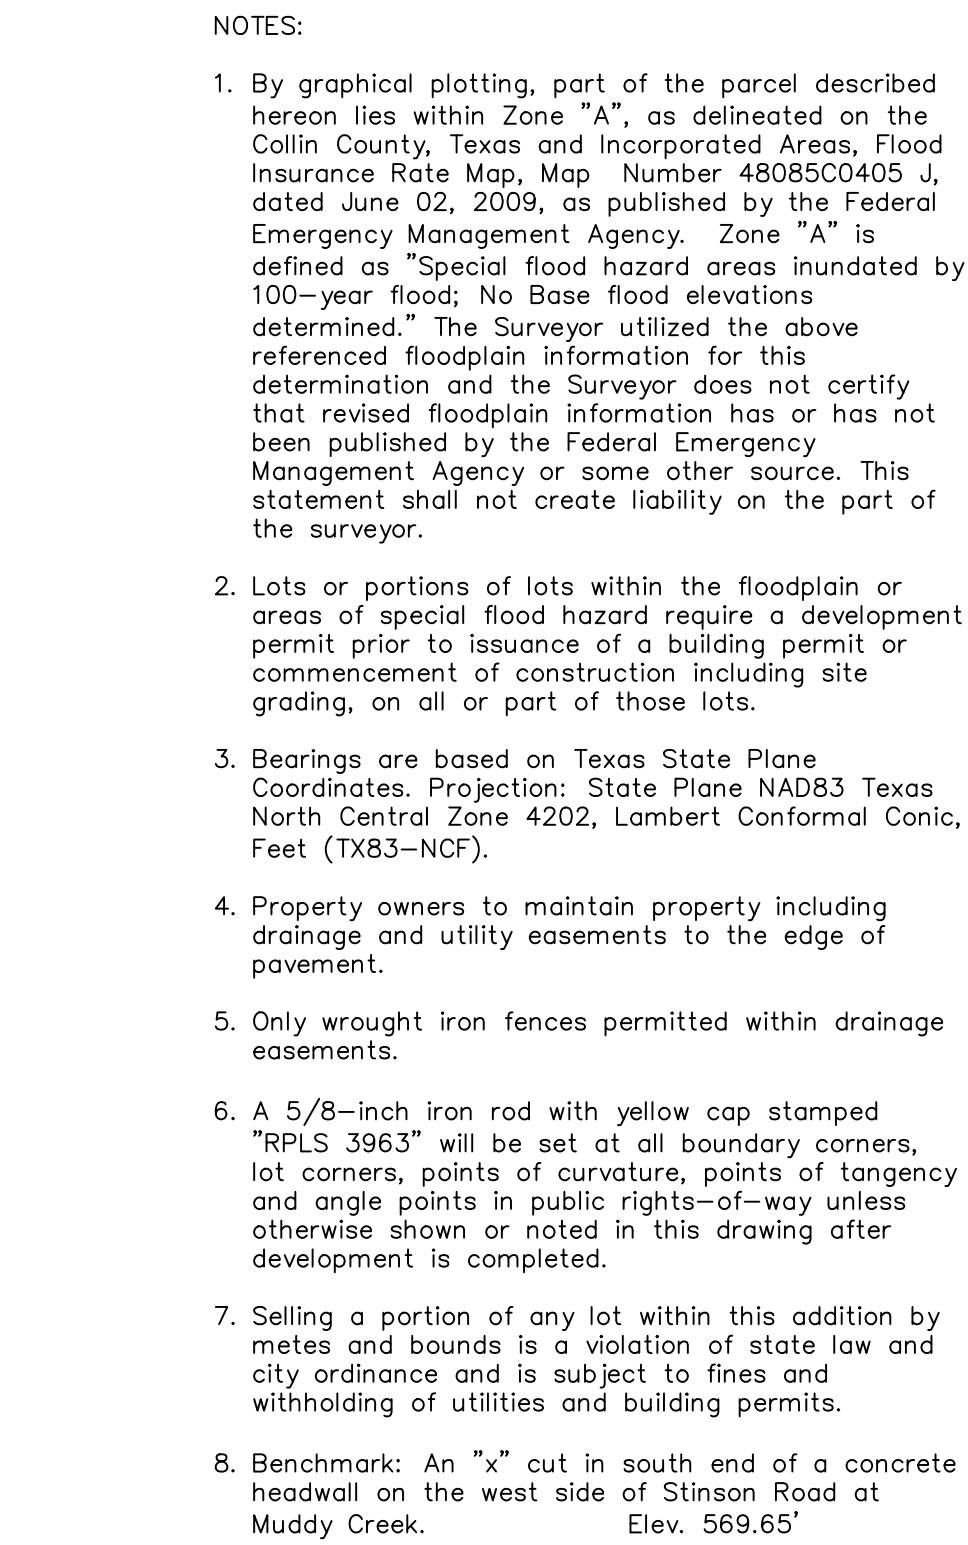 NOTES:
1. By graphical plotting, part of the parcel described
hereon lies within Zone "A", as delineated on the
Collin County, Texas and Incorporated Areas, Flood
Insurance Rate Map, Map Number 48085C0405 J,
dated June 02, 2009, as published by the Federal
Emergency Management Agency. Zone "A" is
defined as "Special flood hazard areas inundated by
100-year flood; No Base flood elevations
determined." The Surveyor utilized the above
referenced floodplain information for this
determination and the Surveyor does not certify
that revised floodplain information has or has not
been published by the Federal Emergency
Management Agency or some other source. This
statement shall not create liability on the part of
the surveyor.
2. Lots or portions of lots within the floodplain or
areas of special flood hazard require a development
permit prior to issuance of a building permit or
commencement of construction including site
grading, on all or part of those lots.
3. Bearings are based on Texas State Plane
Coordinates. Projection: State Plane NAD83 Texas
North Central Zone 4202, Lambert Conformal Conic,
Feet (TX83-NCF).
4. Property owners to maintain property including
drainage and utility easements to the edge of
pavement.
5. Only wrought iron fences permitted within drainage
easements.
6. A 5/8-inch iron rod with yellow cap stamped
"RPLS 3963" will be set at all boundary corners,
lot corners, points of curvature, points of tangency
and angle points in public rights-of-way unless
otherwise shown or noted in this drawing after
development is completed.
7. Selling a portion of any lot within this addition by
metes and bounds is a violation of state law and
city ordinance and is subject to fines and
withholding of utilities and building permits.
8. Benchmark: An "x" cut in south end of a concrete
headwall on the west side of Stinson Road at
Muddy Creek. Elev. 569.65'